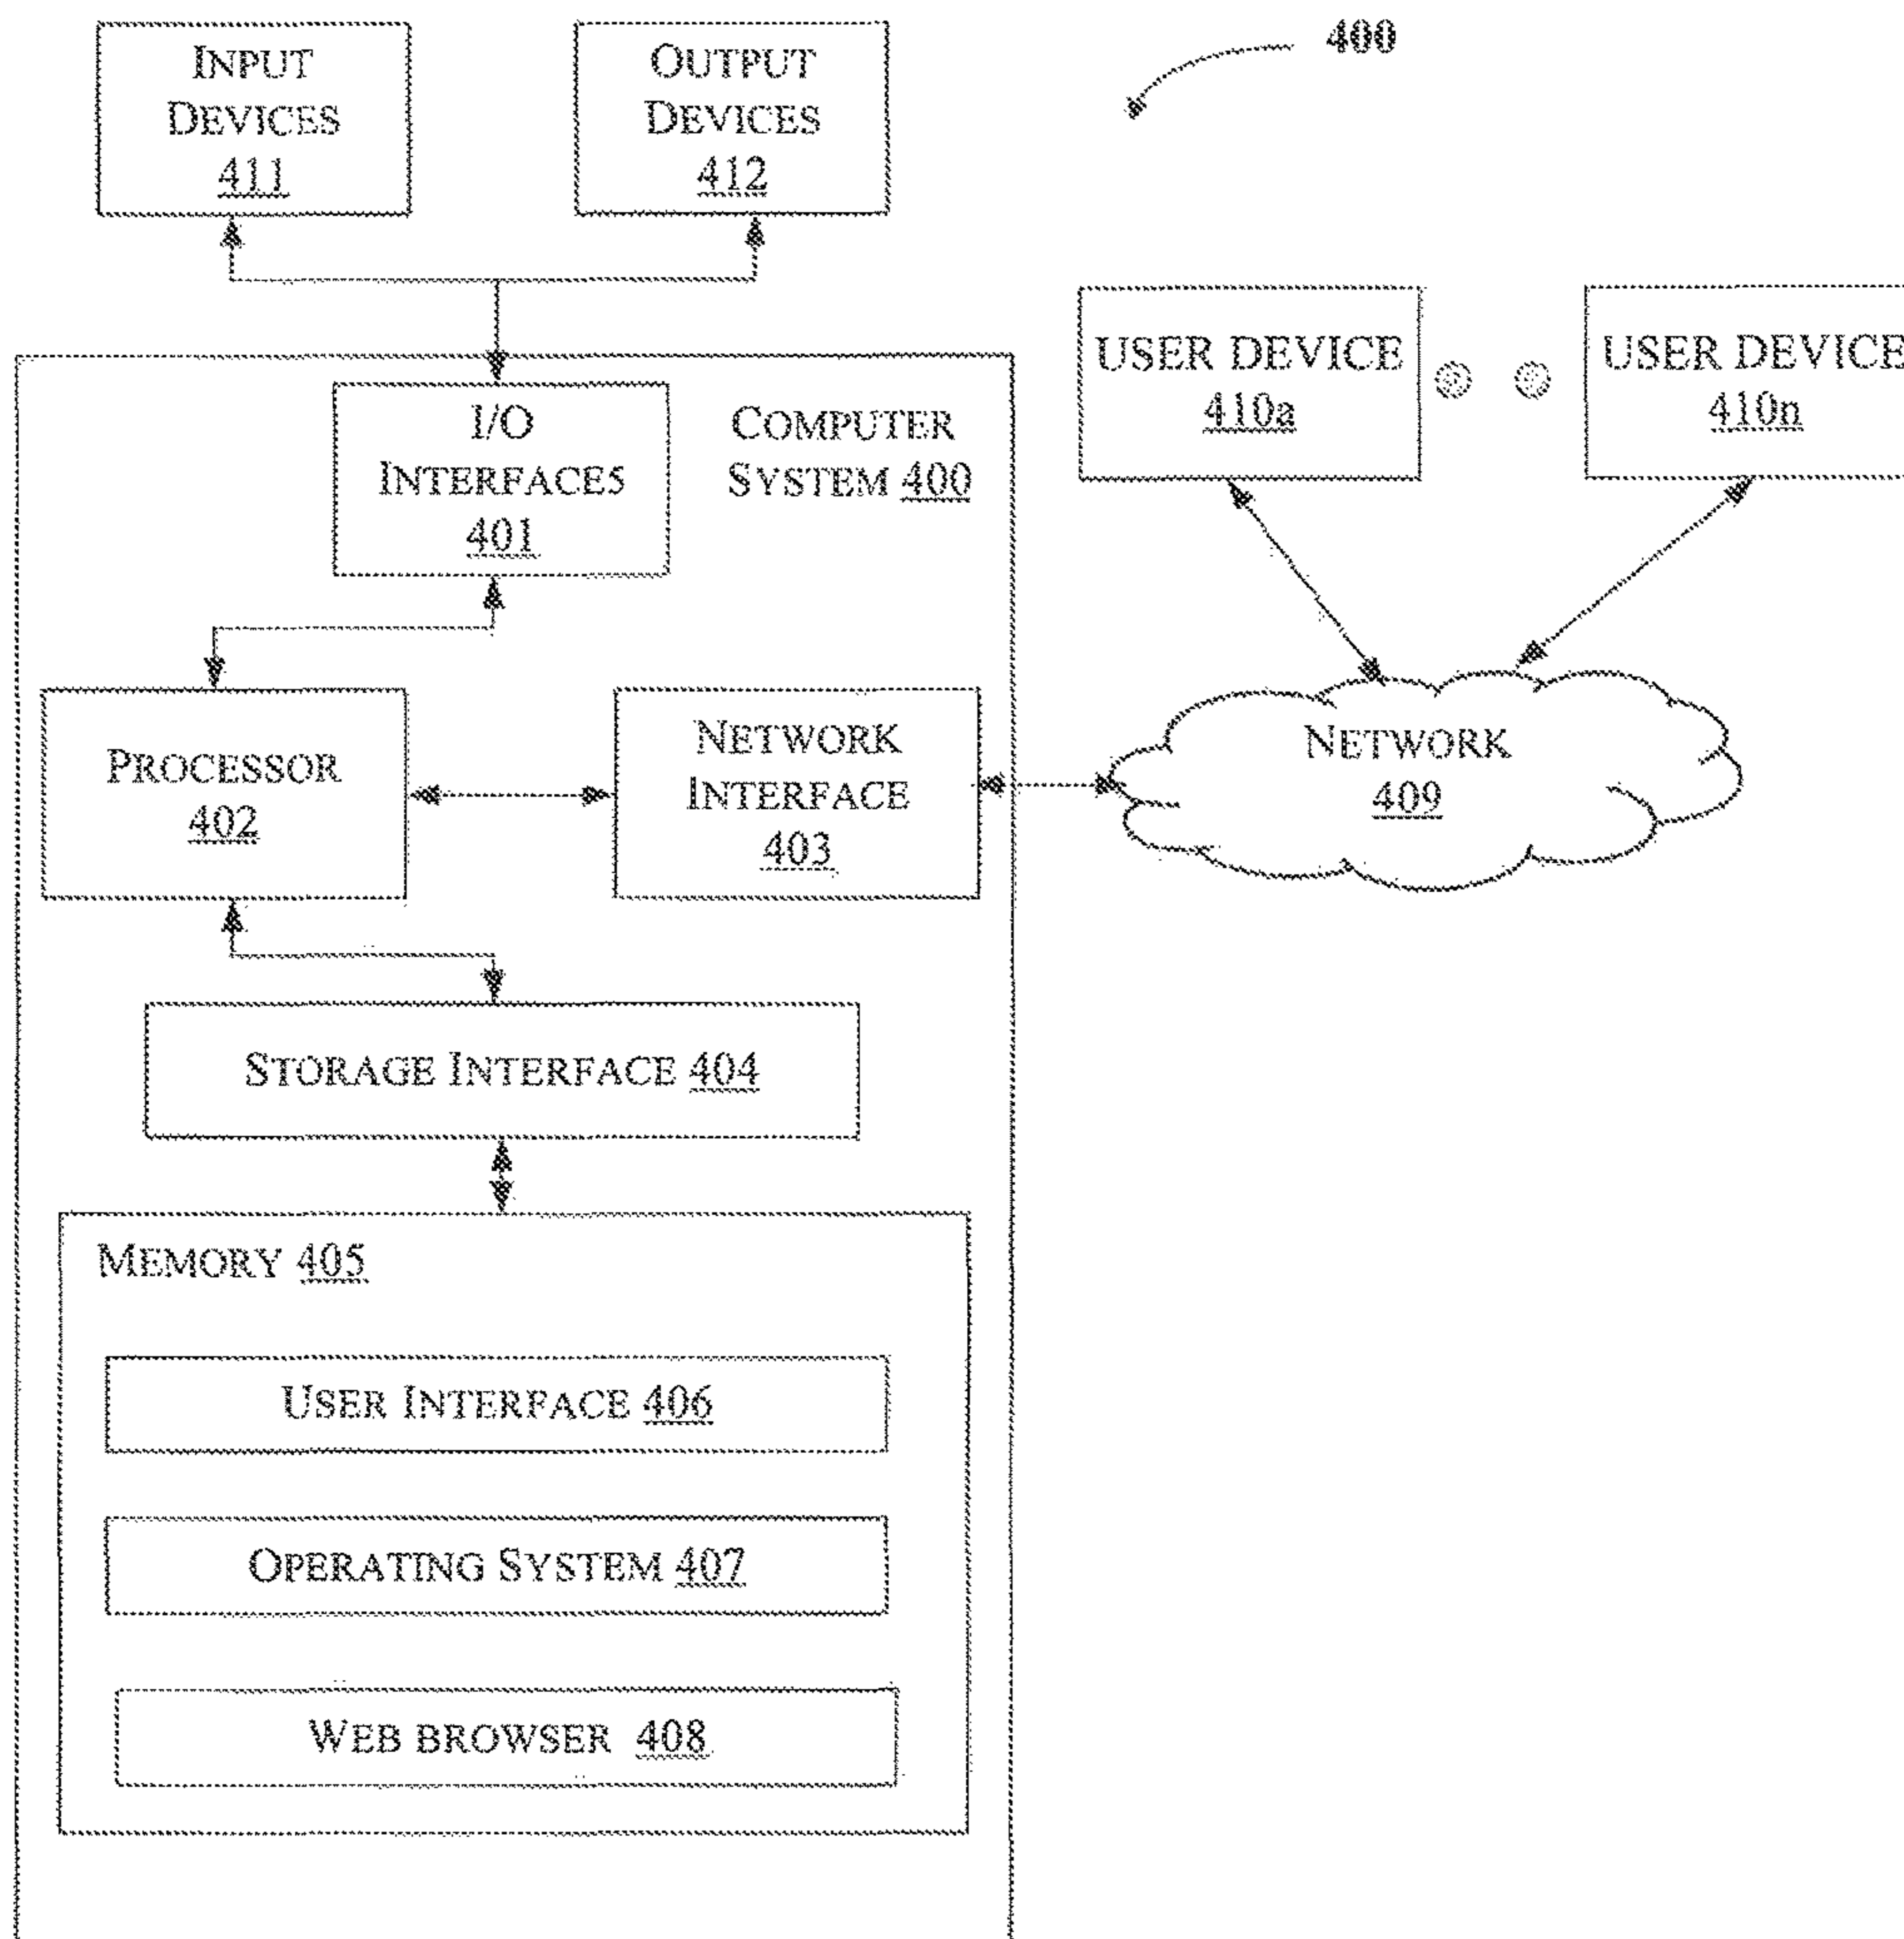 INPUT
DEVICES
411
OUTPUT
DEVICES
412
400
I/O
INTERFACE5
401
COMPUTER
SYSTEM 400
USER DEVICE
410a
USER DEVICE
410n
PROCESSOR
402
NETWORK
INTERFACE
403
NETWORK
409
STORAGE INTERFACE 404
MEMORY 405
USER INTERFACE 406
OPERATING SYSTEM 407
WEB BROWSER 408